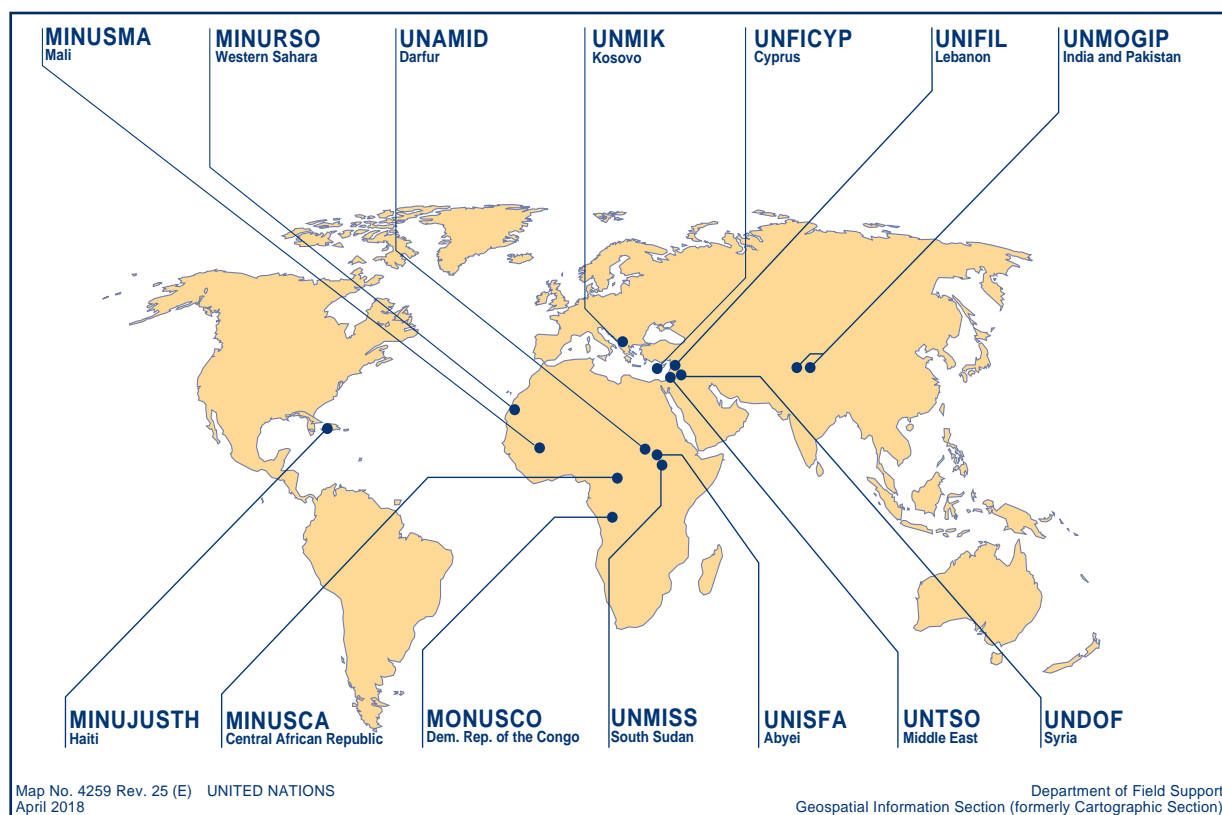 MINUSMA
Mali
MINURSO
Western Sahara
UNAMID
Darfur
UNMIK
Kosovo
UNFICYP
Cyprus
UNIFIL
Lebanon
UNMOGIP
India and Pakistan
MINUJUSTH
Haiti
MINUSCA
Central African Republic
MONUSCO
Dem. Rep. of the Congo
UNMISS
South Sudan
UNISFA
Abyei
UNTSO
Middle East
UNDOF
Syria
Map No. 4259 Rev. 25 (E) UNITED NATIONS
April 2018
Department of Field Support
Geospatial Information Section (formerly Cartographic Section)